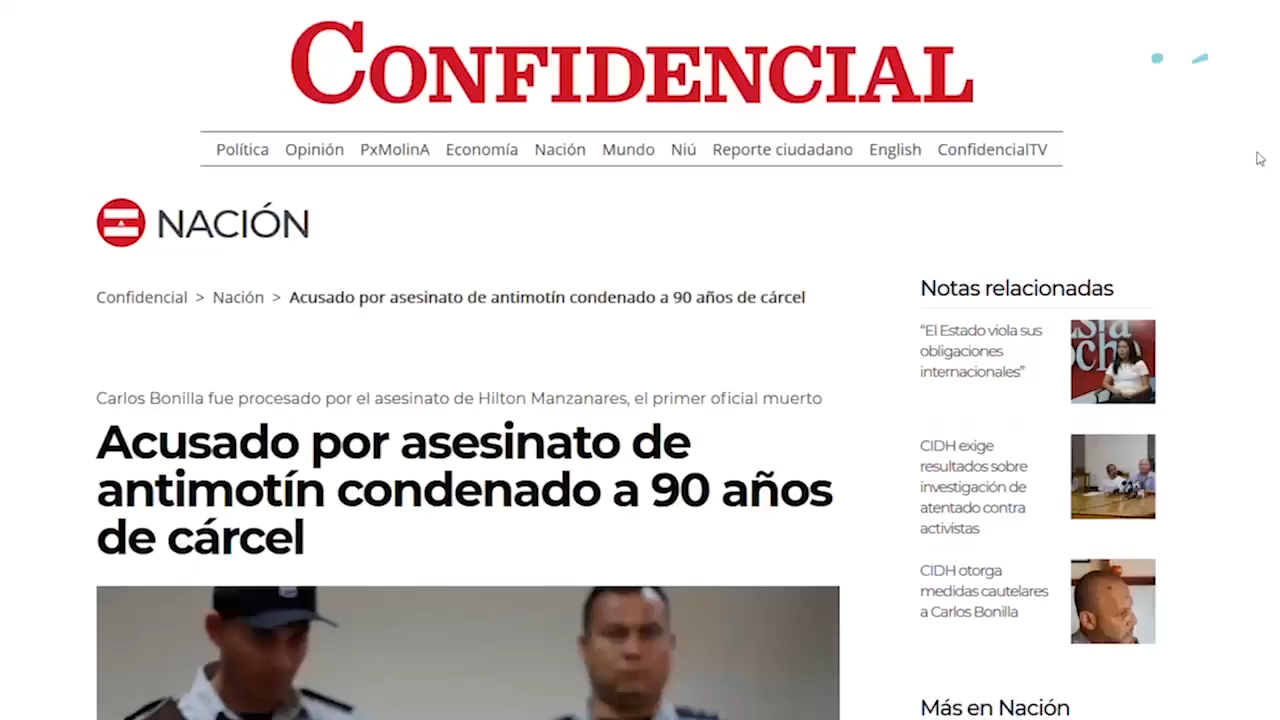 CONFIDENCIAL
Política Opinión PxMolinA Economía Nación Mundo Niú Reporte ciudadano English ConfidencialTV
NACIÓN
Confidencial > Nación > Acusado por asesinato de antimotín condenado a 90 años de cárcel
Carlos Bonilla fue procesado por el asesinato de Hilton Manzanares, el primer oficial muerto
Acusado por asesinato de
antimotín condenado a 90 años
de cárcel
Notas relacionadas
“El Estado viola sus
obligaciones
internacionales”
CIDH exige
resultados sobre
investigación de
atentado contra
activistas
CIDH otorga
medidas cautelares
a Carlos Bonilla
Más en Nación